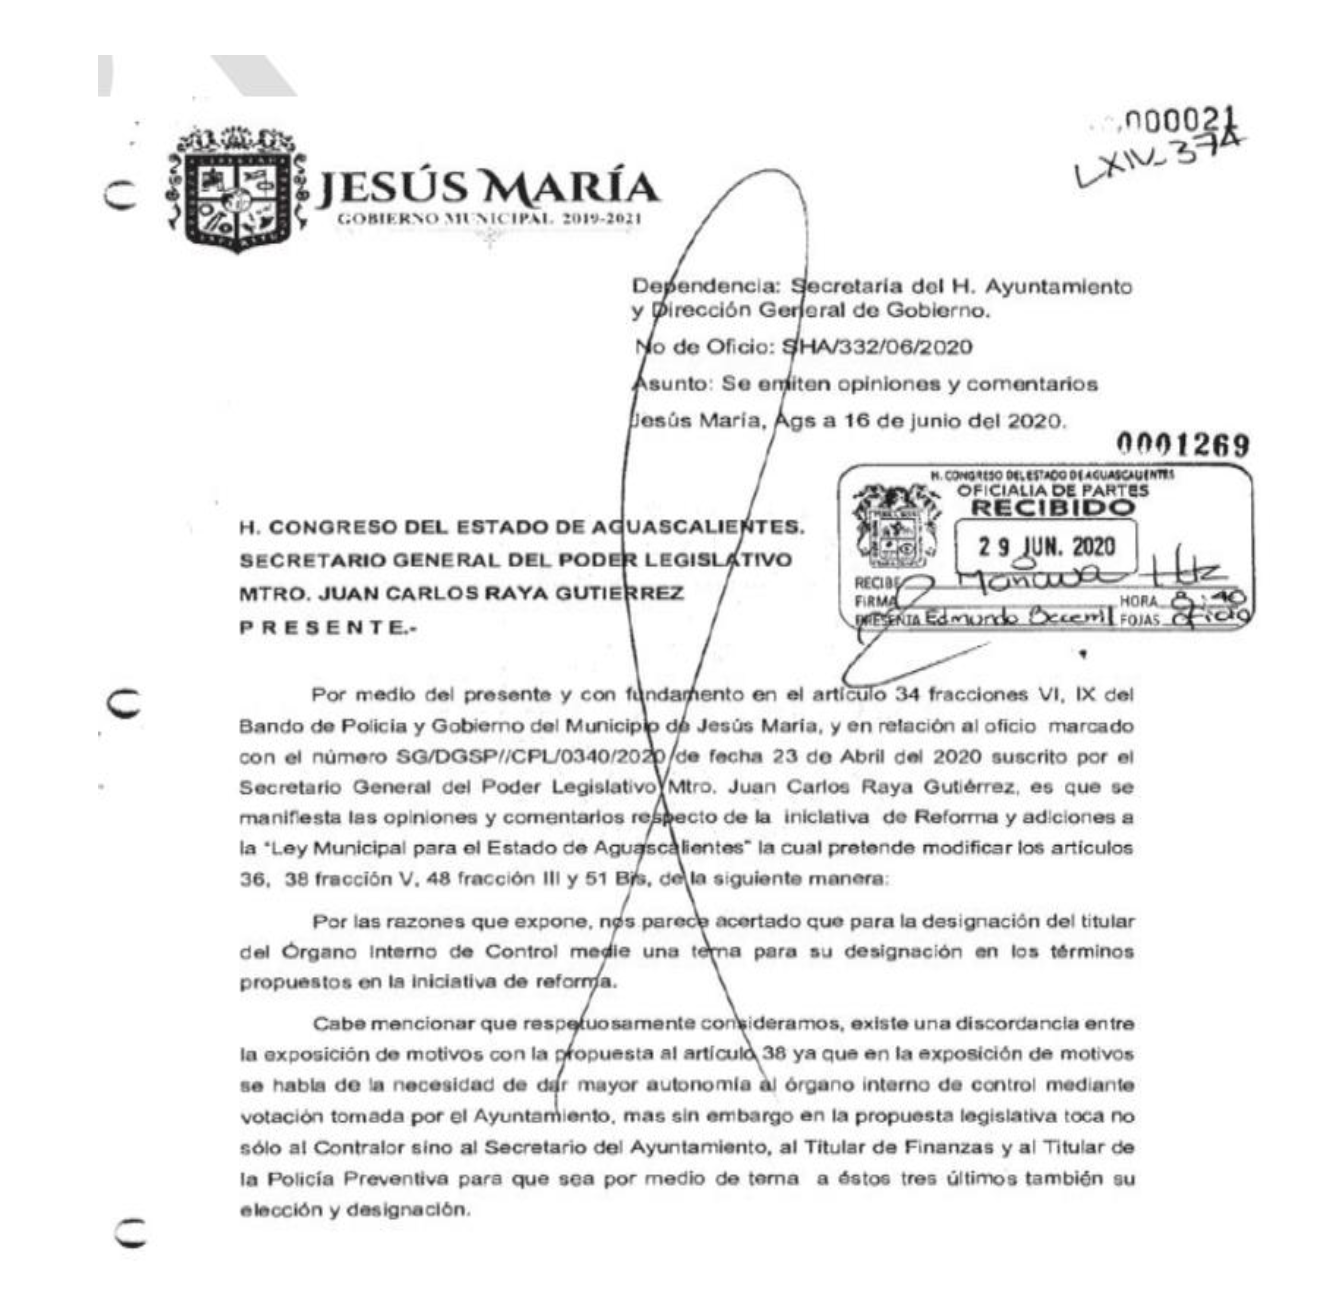 000021
LXIV-374
JESÚS MARÍA
GOBIERNO MUNICIPAL 2019-2021
Dependencia: Secretaría del H. Ayuntamiento
y Dirección General de Gobierno.
No de Oficio: SHA/332/06/2020
Asunto: Se emiten opiniones y comentarios
Jesús María, Ags a 16 de junio del 2020.
0001269
H. CONGRESO DEL ESTADO DE AGUASCALIENTES
OFICIALIA DE PARTES
RECIBIDO
29 JUN. 2020
RECIBE
FIRMA HORA 8:40
PRESENTA Edmundo Becerril FOJAS oficio
H. CONGRESO DEL ESTADO DE AGUASCALIENTES.
SECRETARIO GENERAL DEL PODER LEGISLATIVO
MTRO. JUAN CARLOS RAYA GUTIERREZ
P R E S E N T E.-
Por medio del presente y con fundamento en el artículo 34 fracciones VI, IX del
Bando de Policía y Gobierno del Municipio de Jesús María, y en relación al oficio marcado
con el número SG/DGSP//CPL/0340/2020 de fecha 23 de Abril del 2020 suscrito por el
Secretario General del Poder Legislativo Mtro. Juan Carlos Raya Gutiérrez, es que se
manifiesta las opiniones y comentarios respecto de la iniciativa de Reforma y adiciones a
la "Ley Municipal para el Estado de Aguascalientes" la cual pretende modificar los artículos
36, 38 fracción V, 48 fracción III y 51 Bis, de la siguiente manera:
Por las razones que expone, nos parece acertado que para la designación del titular
del Órgano Interno de Control medie una terna para su designación en los términos
propuestos en la iniciativa de reforma.
Cabe mencionar que respetuosamente consideramos, existe una discordancia entre
la exposición de motivos con la propuesta al artículo 38 ya que en la exposición de motivos
se habla de la necesidad de dar mayor autonomía al órgano interno de control mediante
votación tomada por el Ayuntamiento, mas sin embargo en la propuesta legislativa toca no
sólo al Contralor sino al Secretario del Ayuntamiento, al Titular de Finanzas y al Titular de
la Policía Preventiva para que sea por medio de terna a éstos tres últimos también su
elección y designación.